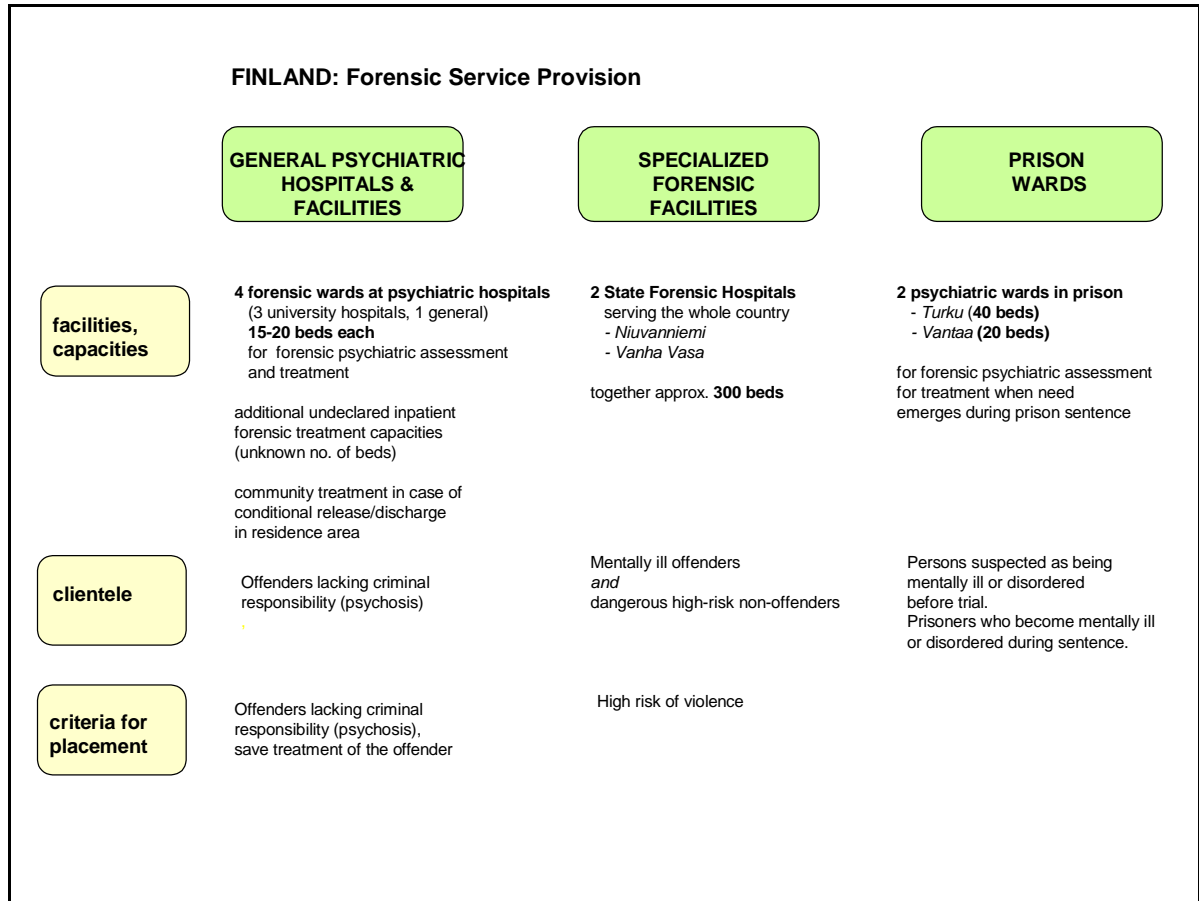 FINLAND: Forensic Service Provision
GENERAL PSYCHIATRIC
HOSPITALS &
FACILITIES
SPECIALIZED
FORENSIC
FACILITIES
PRISON
WARDS
facilities,
capacities
4 forensic wards at psychiatric hospitals
(3 university hospitals, 1 general)
15-20 beds each
for forensic psychiatric assessment
and treatment
additional undeclared inpatient
forensic treatment capacities
(unknown no. of beds)
community treatment in case of
conditional release/discharge
in residence area
2 State Forensic Hospitals
serving the whole country
- Niuvanniemi
- Vanha Vasa
together approx. 300 beds
2 psychiatric wards in prison
- Turku (40 beds)
- Vantaa (20 beds)
for forensic psychiatric assessment
for treatment when need
emerges during prison sentence
clientele
Offenders lacking criminal
responsibility (psychosis)
,
Mentally ill offenders
and
dangerous high-risk non-offenders
Persons suspected as being
mentally ill or disordered
before trial.
Prisoners who become mentally ill
or disordered during sentence.
criteria for
placement
Offenders lacking criminal
responsibility (psychosis),
save treatment of the offender
High risk of violence